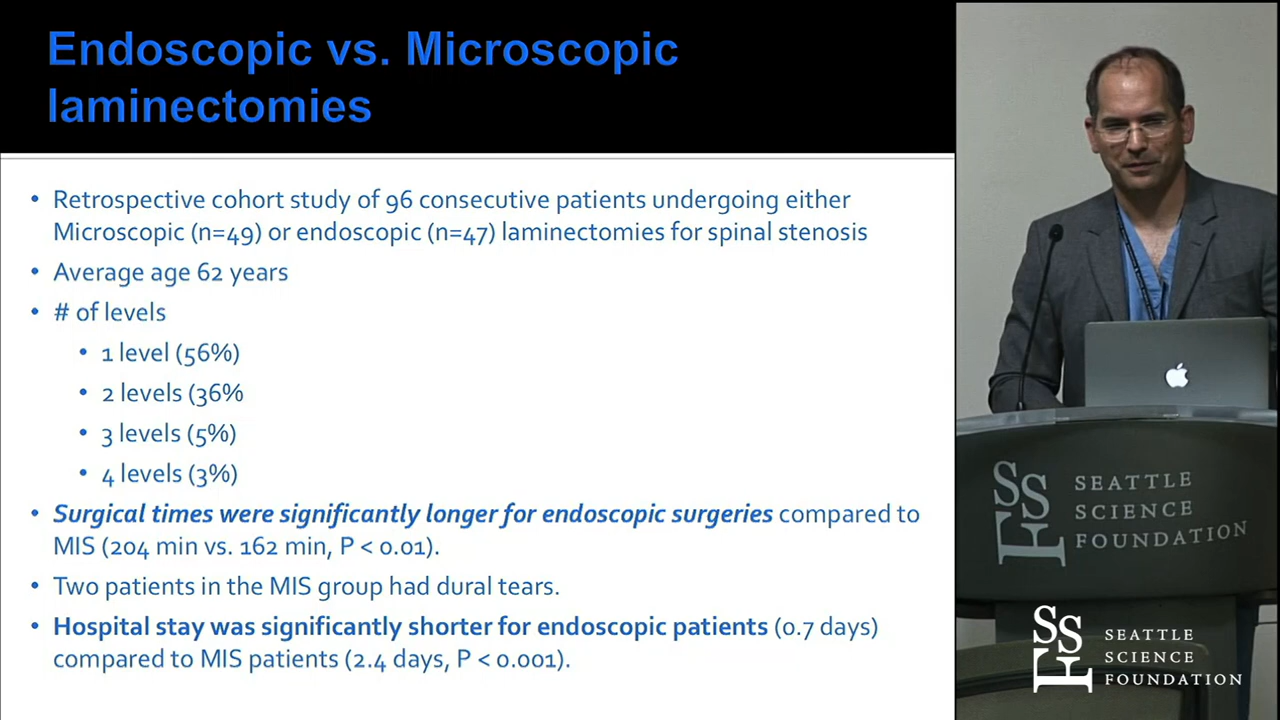 Endoscopic vs. Microscopic
laminectomies
• Retrospective cohort study of 96 consecutive patients undergoing either
Microscopic (n=49) or endoscopic (n=47) laminectomies for spinal stenosis
• Average age 62 years
• # of levels
• 1 level (56%)
• 2 levels (36%
• 3 levels (5%)
• 4 levels (3%)
• Surgical times were significantly longer for endoscopic surgeries compared to
MIS (204 min vs. 162 min, P < 0.01).
• Two patients in the MIS group had dural tears.
• Hospital stay was significantly shorter for endoscopic patients (0.7 days)
compared to MIS patients (2.4 days, P < 0.001).
SSF
SEATTLE
SCIENCE
FOUNDATION
SSF
SEATTLE
SCIENCE
FOUNDATION